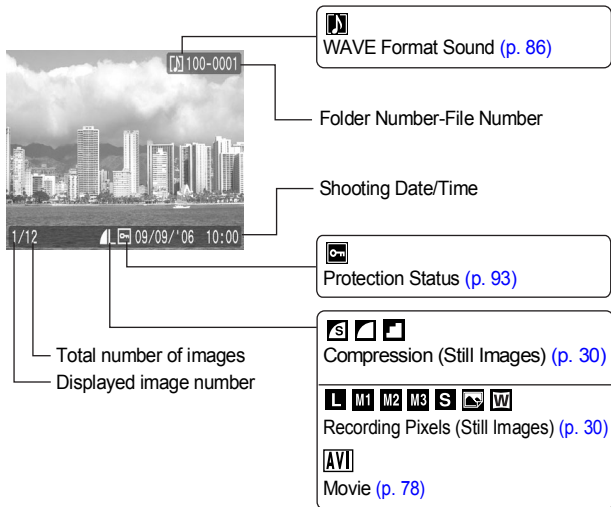 WAVE Format Sound (p. 86)
100-0001
Folder Number-File Number
Shooting Date/Time
1/12 L 09/09/'06 10:00
Protection Status (p. 93)
S
Compression (Still Images) (p. 30)
Total number of images
Displayed image number
L M1 M2 M3 S W
Recording Pixels (Still Images) (p. 30)
AVI
Movie (p. 78)